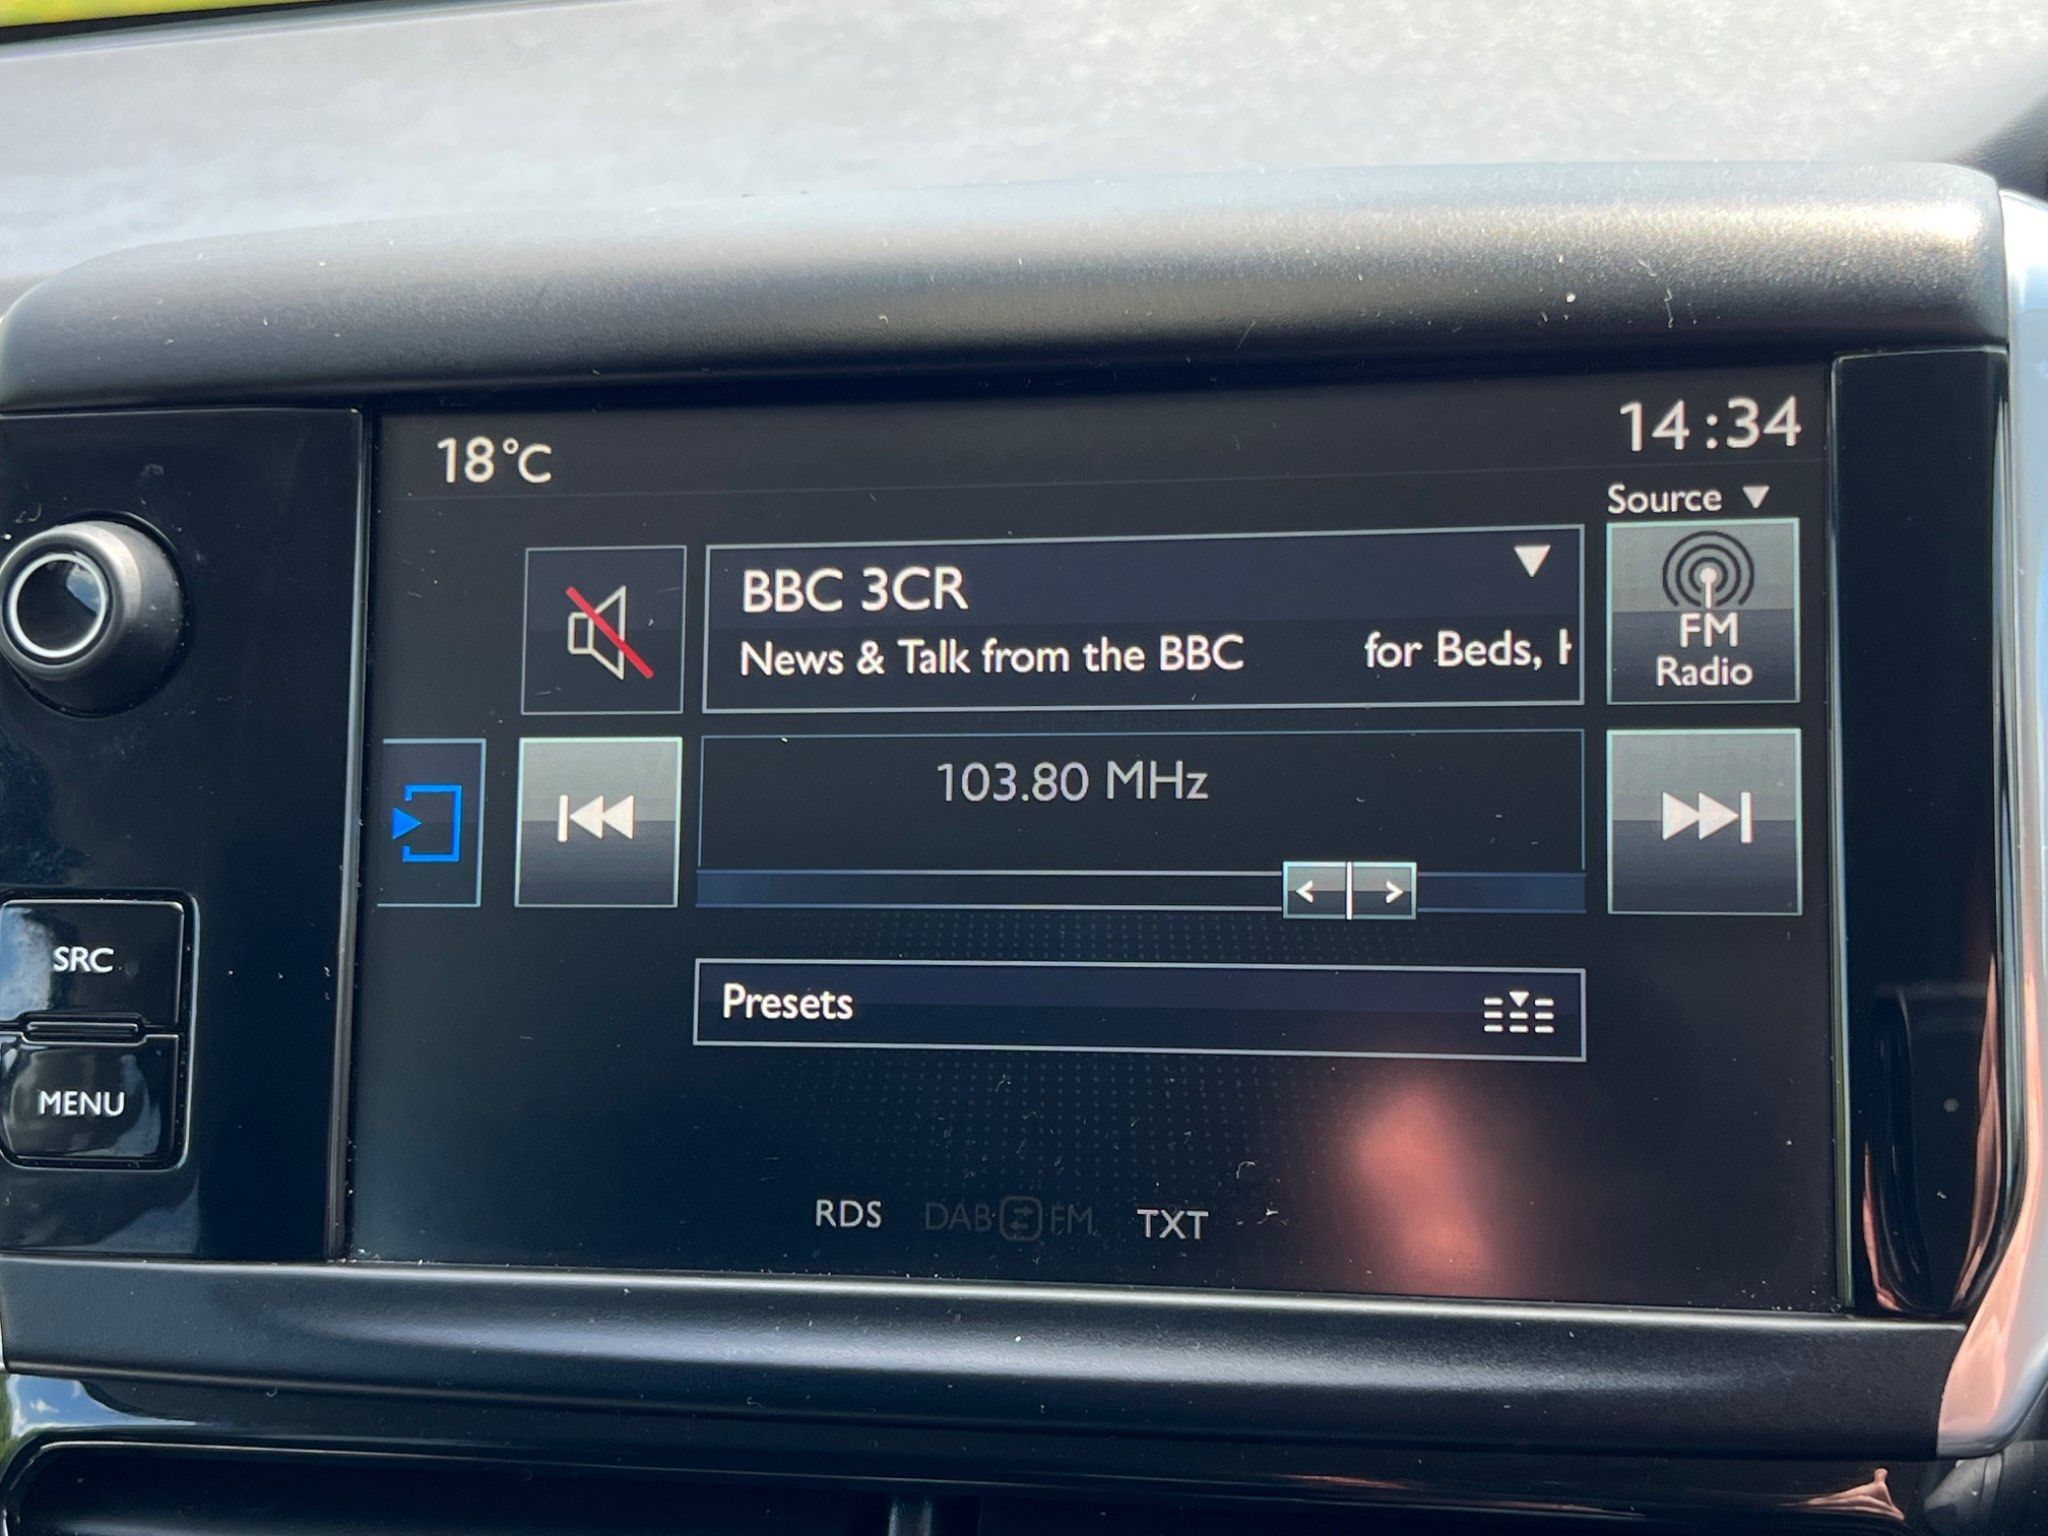 18°C
14:34
Source
BBC 3CR
News & Talk from the BBC for Beds,
FM
Radio
103.80 MHz
SRC
Presets
MENU
RDS DAB FM TXT